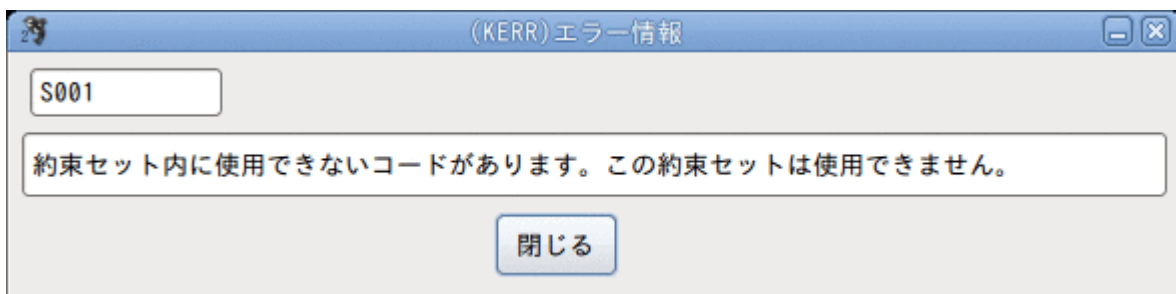 (KERR)エラー情報
S001
約束セット内に使用できないコードがあります。この約束セットは使用できません。
閉じる